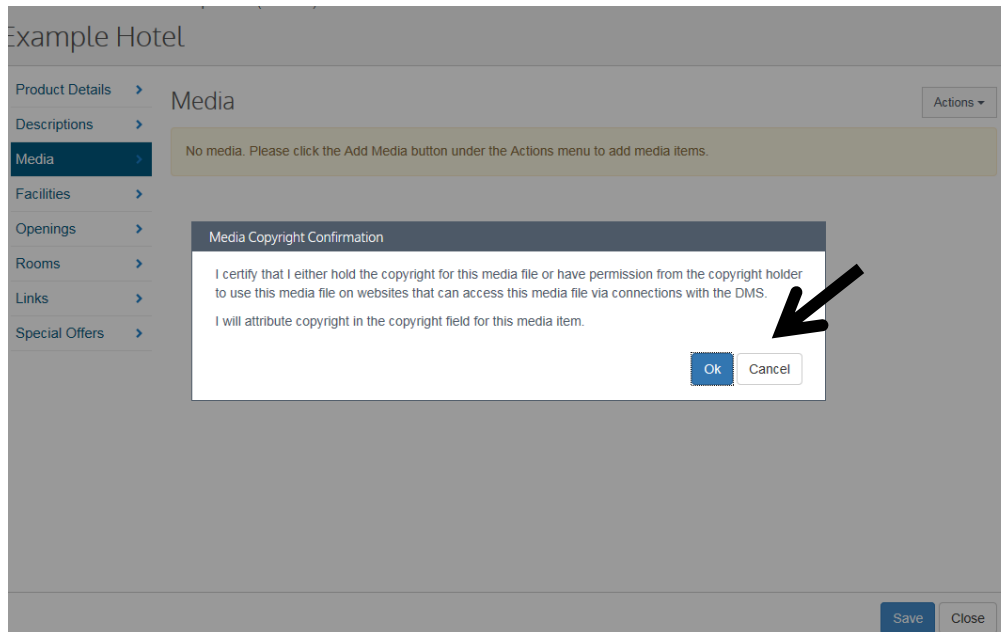 Example Hotel
Product Details
Descriptions
Media
Facilities
Openings
Rooms
Links
Special Offers
Media
Actions
No media. Please click the Add Media button under the Actions menu to add media items.
Media Copyright Confirmation
I certify that I either hold the copyright for this media file or have permission from the copyright holder
to use this media file on websites that can access this media file via connections with the DMS.
I will attribute copyright in the copyright field for this media item.
Ok Cancel
Save Close